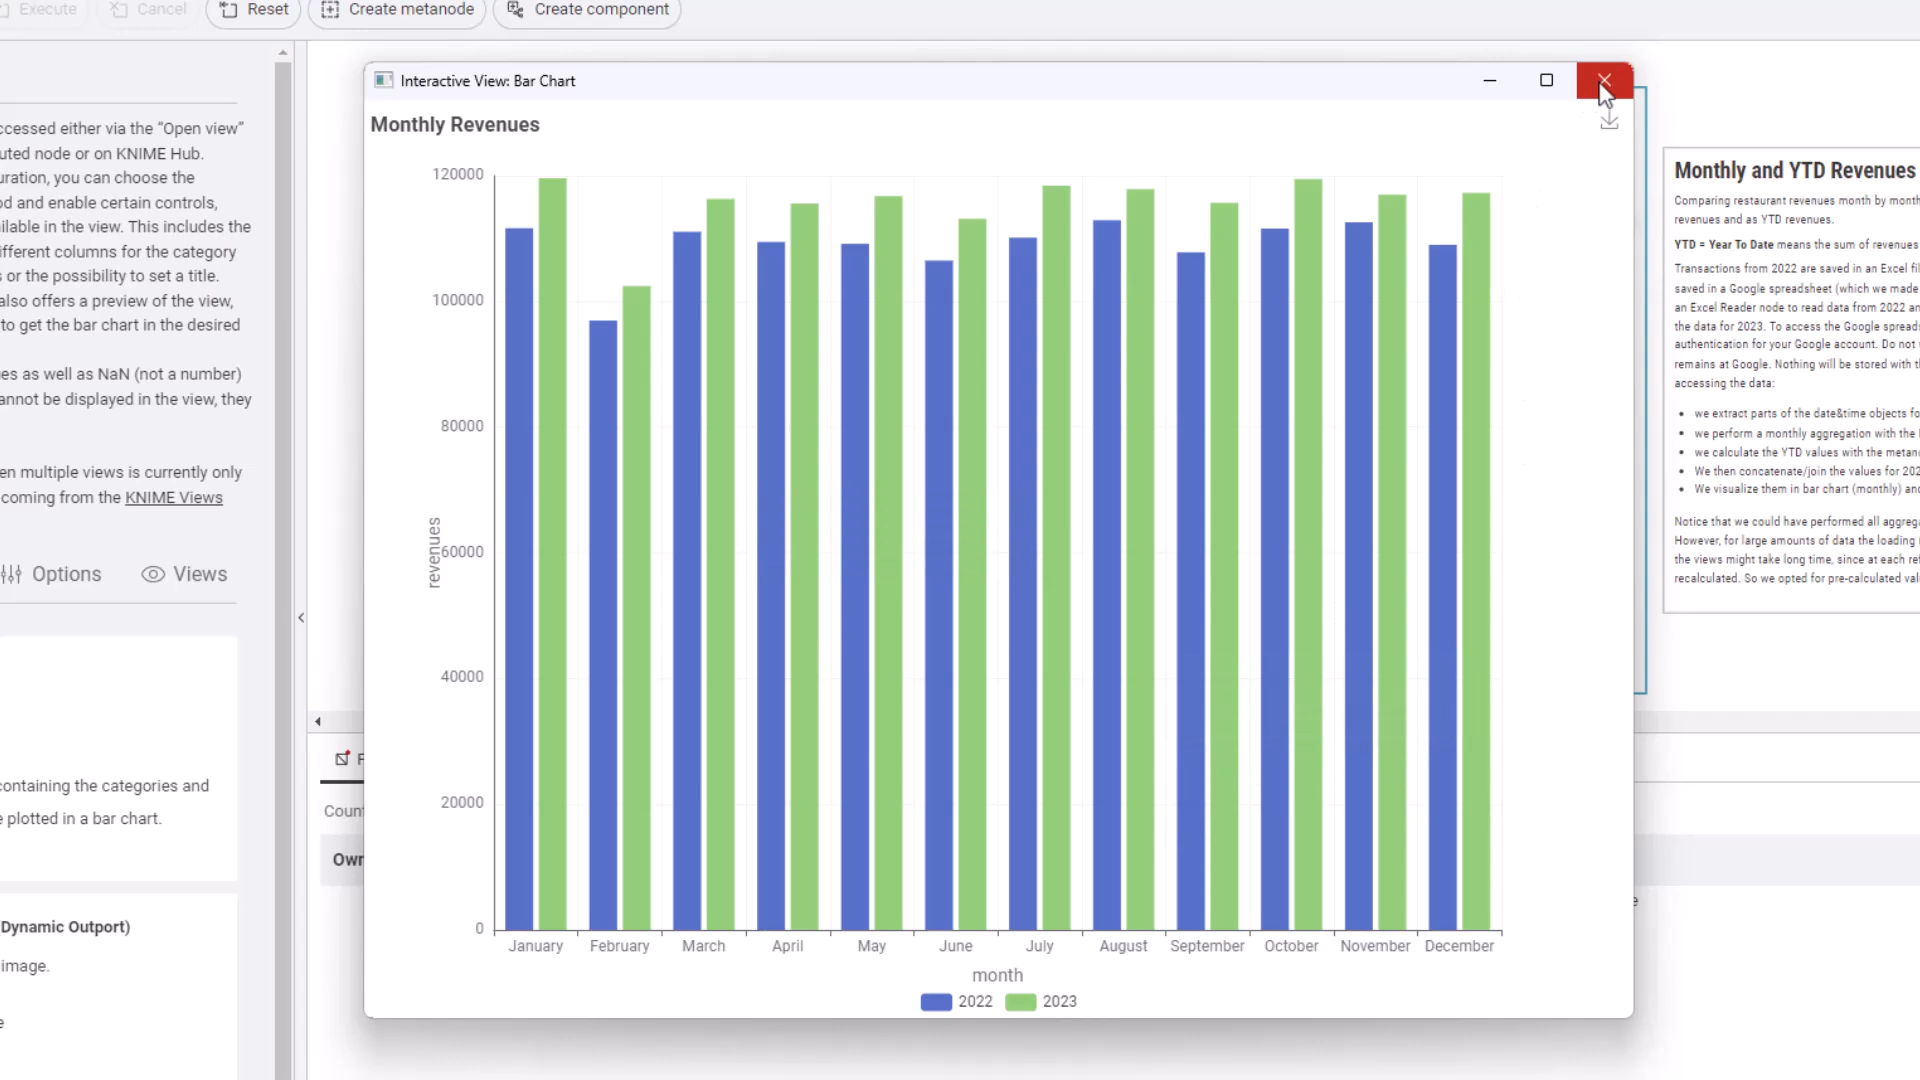 Execute
Cancel
Reset
Create metanode
Create component
ccessed either via the “Open view”
uted node or on KNIME Hub.
uration, you can choose the
od and enable certain controls,
ilable in the view. This includes the
ifferent columns for the category
s or the possibility to set a title.
also offers a preview of the view,
to get the bar chart in the desired
es as well as NaN (not a number)
annot be displayed in the view, they
en multiple views is currently only
coming from the KNIME Views
Options
Views
containing the categories and
e plotted in a bar chart.
(Dynamic Outport)
image.
e
Interactive View: Bar Chart
Monthly Revenues
120000
100000
80000
60000
40000
20000
0
revenues
January
February
March
April
May
June
July
August
September
October
November
December
month
2022
2023
F
Coun
Own
e
Monthly and YTD Revenues
Comparing restaurant revenues month by month
revenues and as YTD revenues.
YTD = Year To Date means the sum of revenues
Transactions from 2022 are saved in an Excel fil
saved in a Google spreadsheet (which we made
an Excel Reader node to read data from 2022 an
the data for 2023. To access the Google spreads
authentication for your Google account. Do not
remains at Google. Nothing will be stored with th
accessing the data:
• we extract parts of the date&time objects fo
• we perform a monthly aggregation with the
• we calculate the YTD values with the metan
• We then concatenate/join the values for 202
• We visualize them in bar chart (monthly) and
Notice that we could have performed all aggrega
However, for large amounts of data the loading
the views might take long time, since at each ref
recalculated. So we opted for pre-calculated val